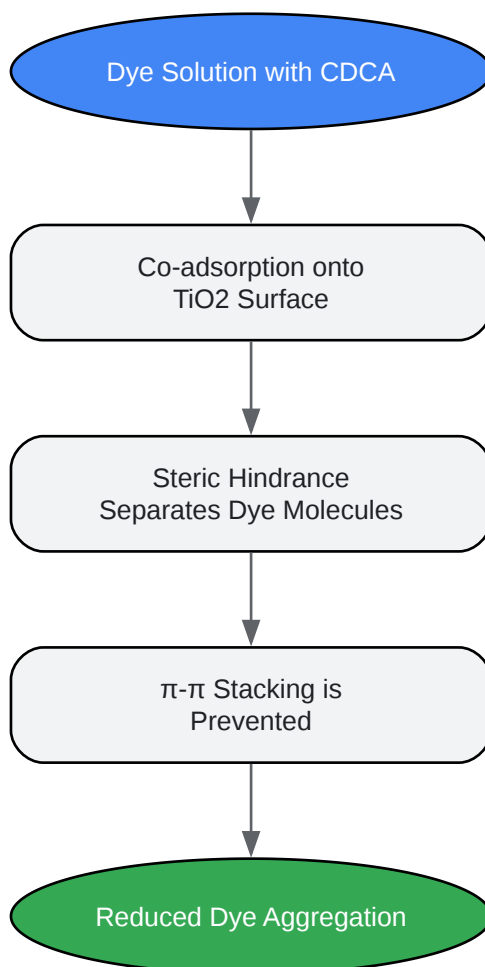 Dye Solution with CDCA
Co-adsorption onto
TiO2 Surface
Steric Hindrance
Separates Dye Molecules
π-π Stacking is
Prevented
Reduced Dye Aggregation